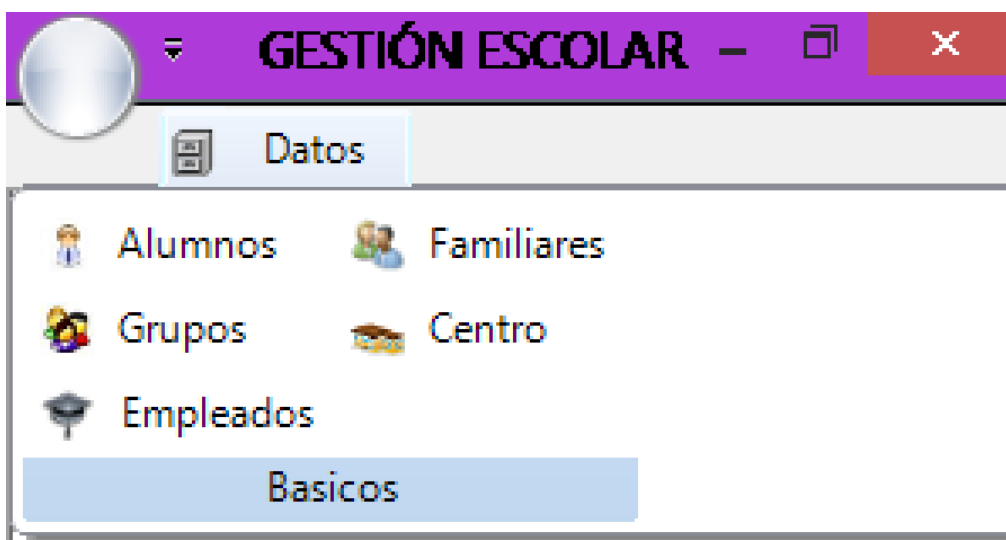 GESTIÓN ESCOLAR
Datos
Alumnos Familiares
Grupos Centro
Empleados
Basicos